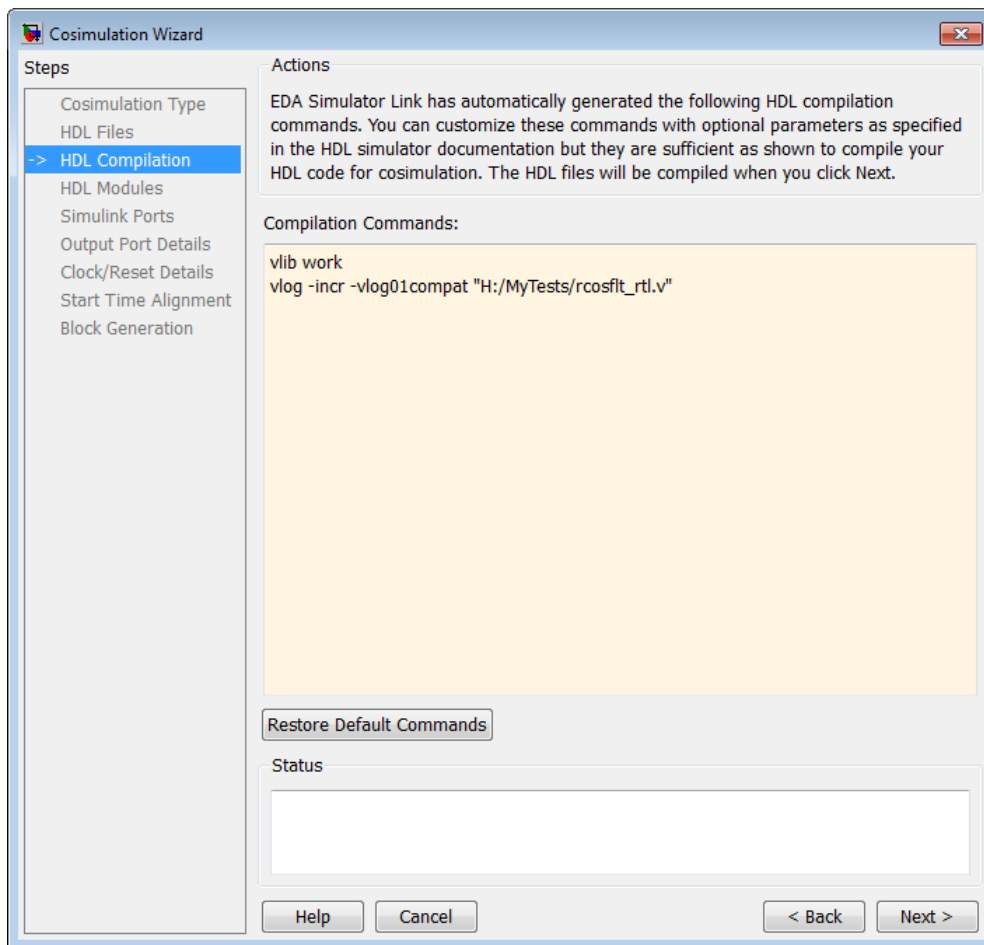 Cosimulation Wizard
Steps
Cosimulation Type
HDL Files
-> HDL Compilation
HDL Modules
Simulink Ports
Output Port Details
Clock/Reset Details
Start Time Alignment
Block Generation
Actions
EDA Simulator Link has automatically generated the following HDL compilation
commands. You can customize these commands with optional parameters as specified
in the HDL simulator documentation but they are sufficient as shown to compile your
HDL code for cosimulation. The HDL files will be compiled when you click Next.
Compilation Commands:
vlib work
vlog -incr -vlog01compat "H:/MyTests/rcosflt_rtl.v"
Restore Default Commands
Status
Help
Cancel
< Back
Next >